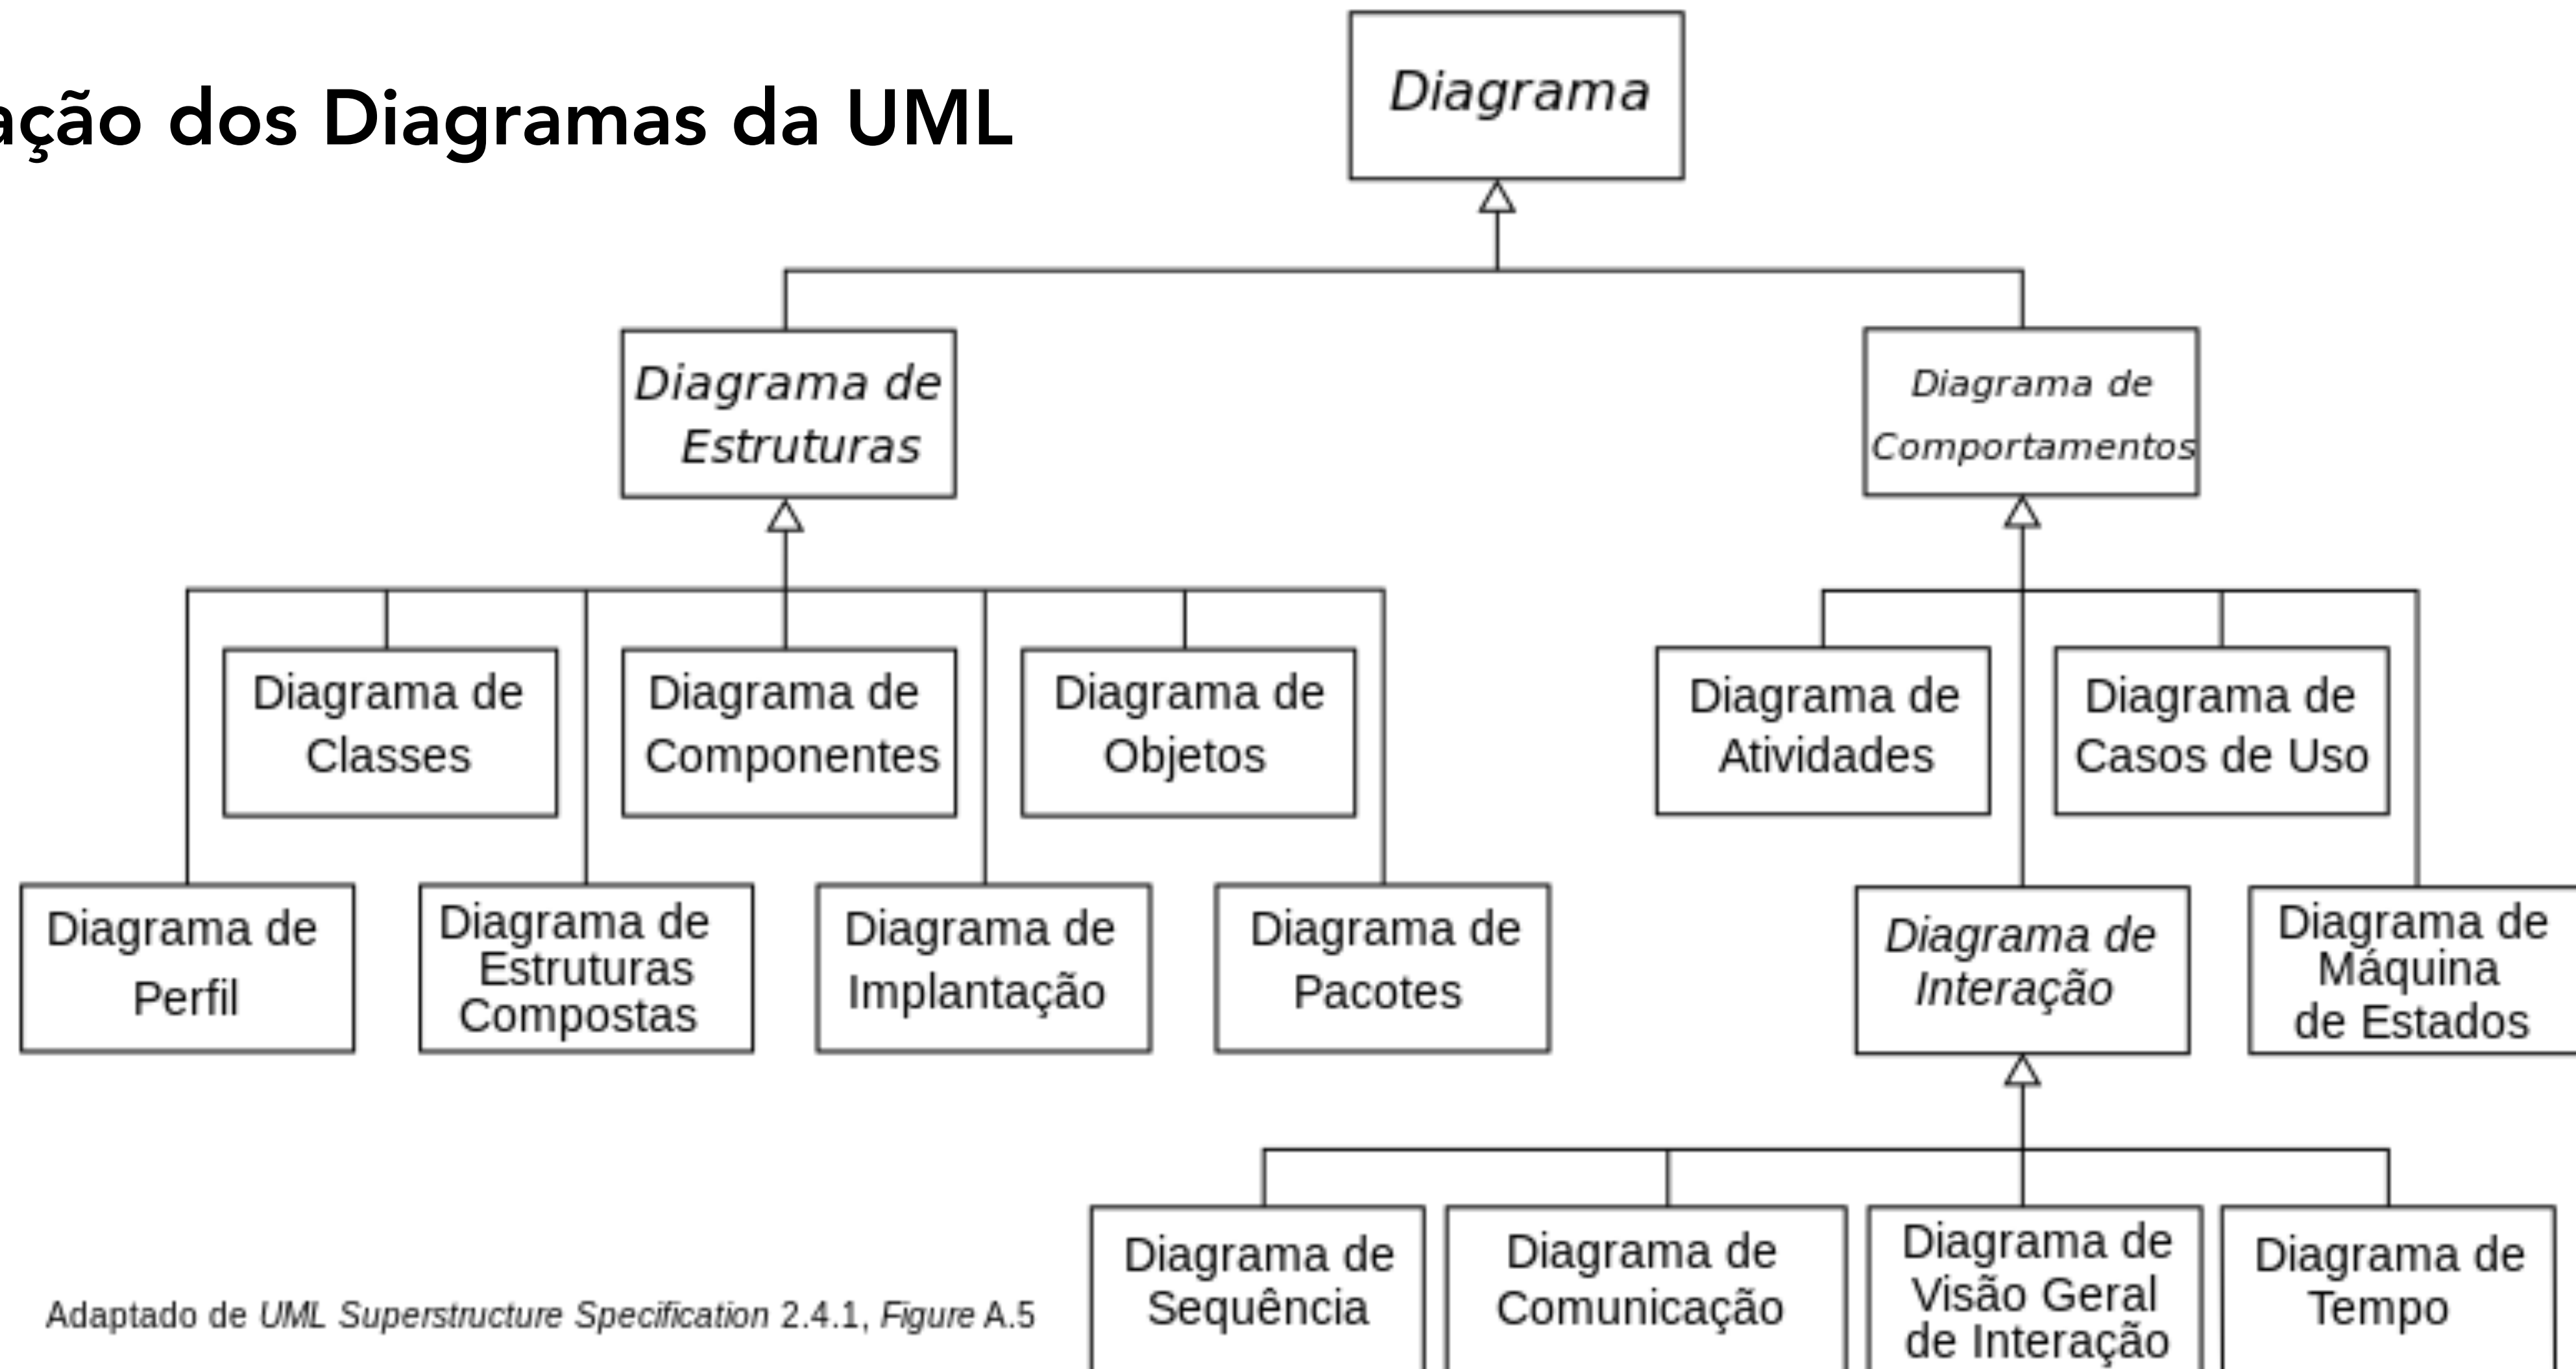 ação dos Diagramas da UML
Diagrama
Diagrama de
Estruturas
Diagrama de
Comportamentos
Diagrama de
Classes
Diagrama de
Componentes
Diagrama de
Objetos
Diagrama de
Atividades
Diagrama de
Casos de Uso
Diagrama de
Perfil
Diagrama de
Estruturas
Compostas
Diagrama de
Implantação
Diagrama de
Pacotes
Diagrama de
Interação
Diagrama de
Máquina
de Estados
Diagrama de
Sequência
Diagrama de
Comunicação
Diagrama de
Visão Geral
de Interação
Diagrama de
Tempo
Adaptado de UML Superstructure Specification 2.4.1, Figure A.5